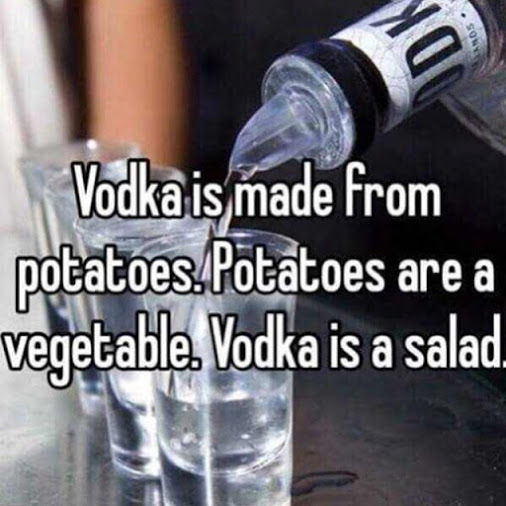 Vodka is made from
potatoes. Potatoes are a
vegetable. Vodka is a salad.